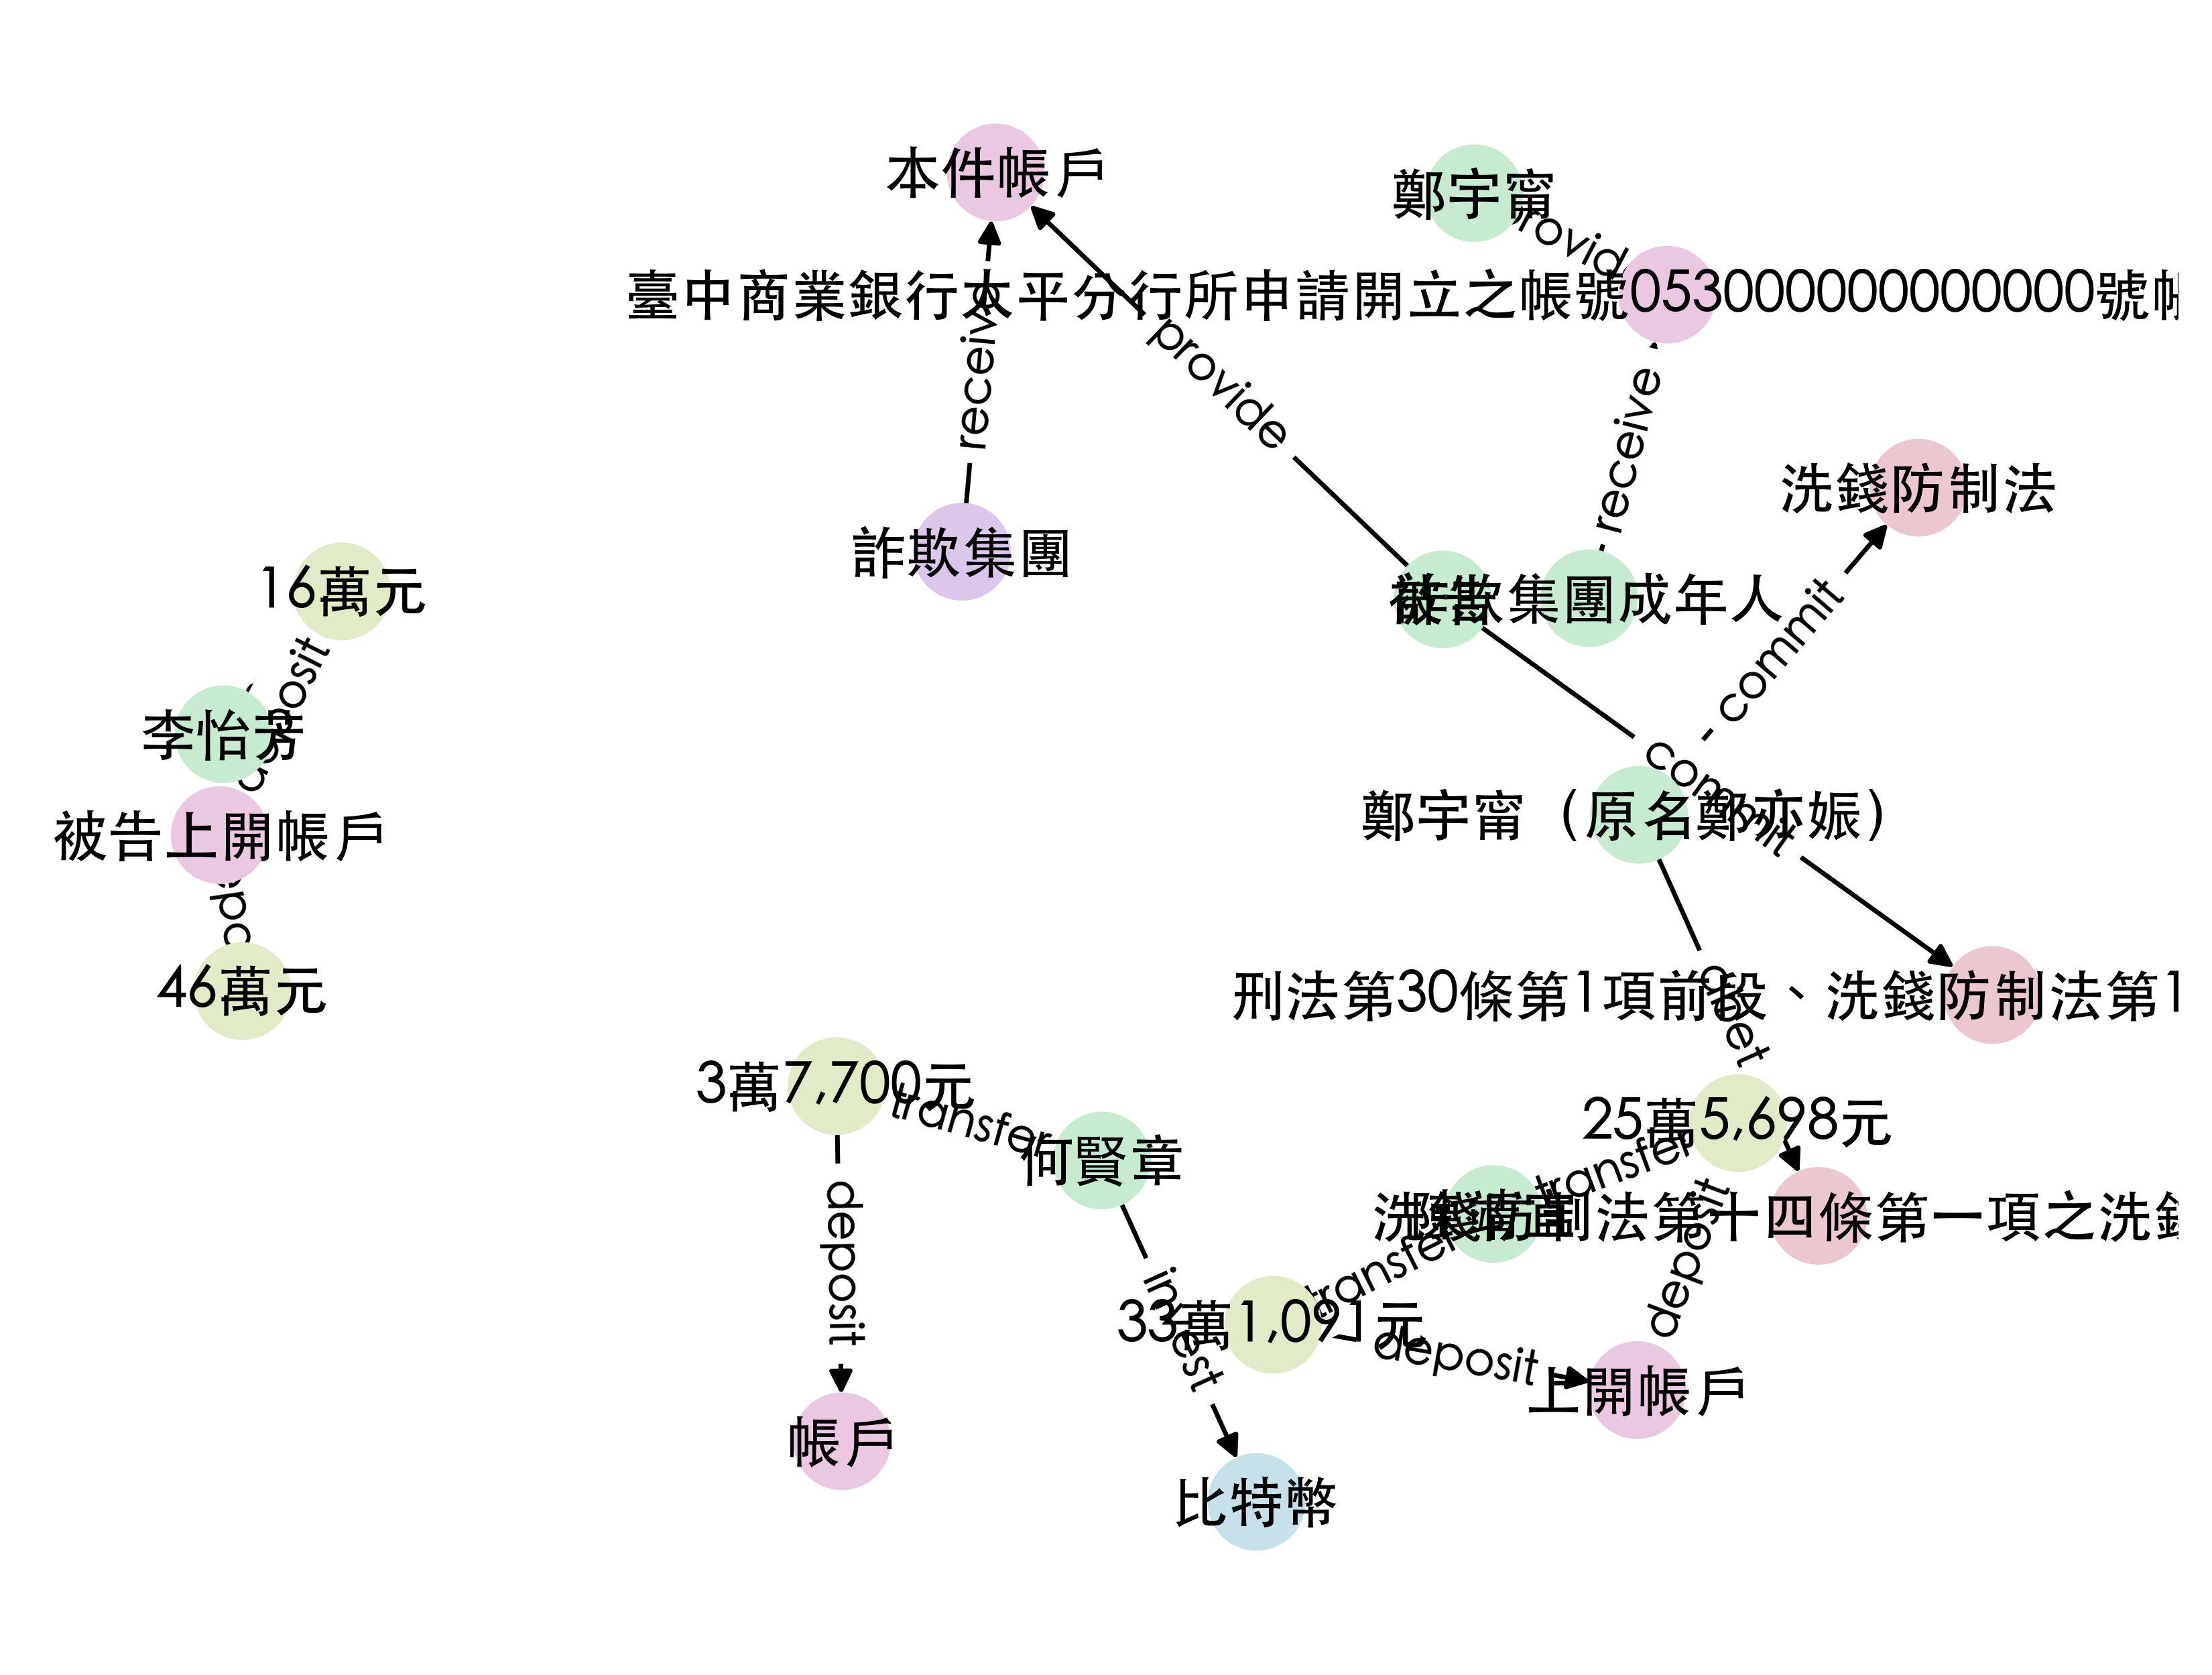 本件帳戶
鄭宇甯
臺中商業銀行太平分行所申請開立之帳號053000000000000號帳
receive
provide
receive
洗錢防制法
詐欺集團
16萬元
詐欺集團成年人
被告
commit
deposit
李怡芳
commit
鄭宇甯（原名鄭亦娠）
被告上開帳戶
46萬元
刑法第30條第1項前段、洗錢防制法第1
3萬7,700元
transfer
25萬5,698元
何賢章
transfer
洗錢防制法第十四條第一項之洗錢
deposit
deposit
invest
33萬1,091元
transfer
deposit
上開帳戶
帳戶
比特幣